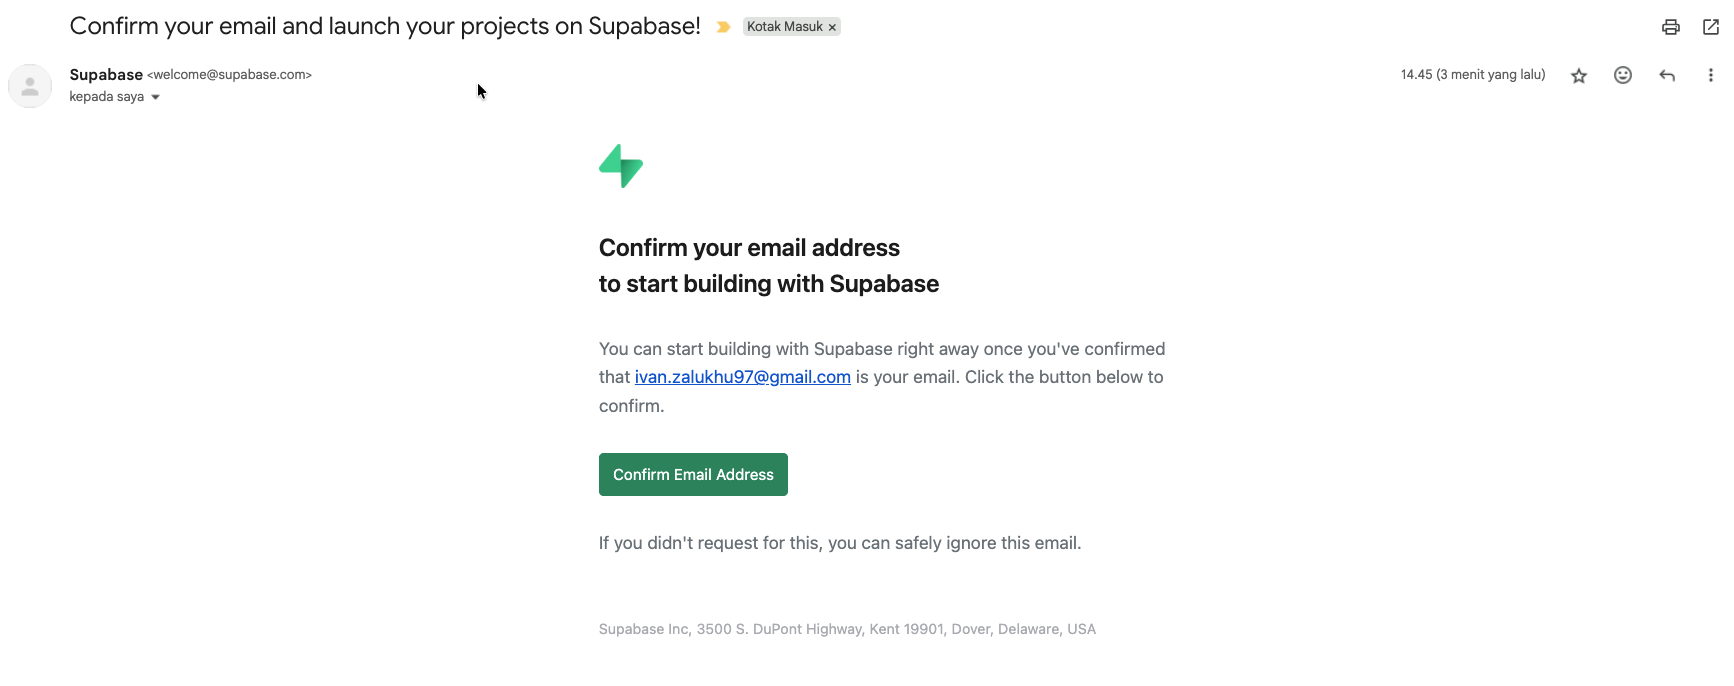 Confirm your email and launch your projects on Supabase!
Kotak Masuk ×
Supabase <welcome@supabase.com>
14.45 (3 menit yang lalu)
kepada saya
Confirm your email address
to start building with Supabase
You can start building with Supabase right away once you've confirmed
that ivan.zalukhu97@gmail.com is your email. Click the button below to
confirm.
Confirm Email Address
If you didn't request for this, you can safely ignore this email.
Supabase Inc, 3500 S. DuPont Highway, Kent 19901, Dover, Delaware, USA